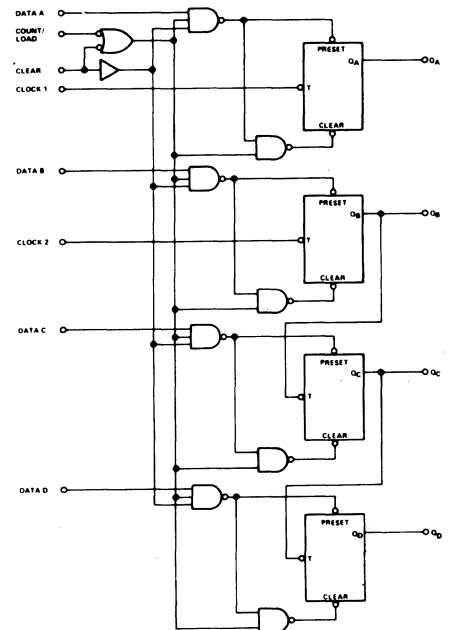 DATA A
COUNT/
LOAD
CLEAR
CLOCK 1
PRESET
QA
QA
T
CLEAR
DATA B
PRESET
QB
QB
CLOCK 2
T
CLEAR
DATA C
PRESET
QC
QC
T
CLEAR
DATA D
PRESET
QD
QD
T
CLEAR